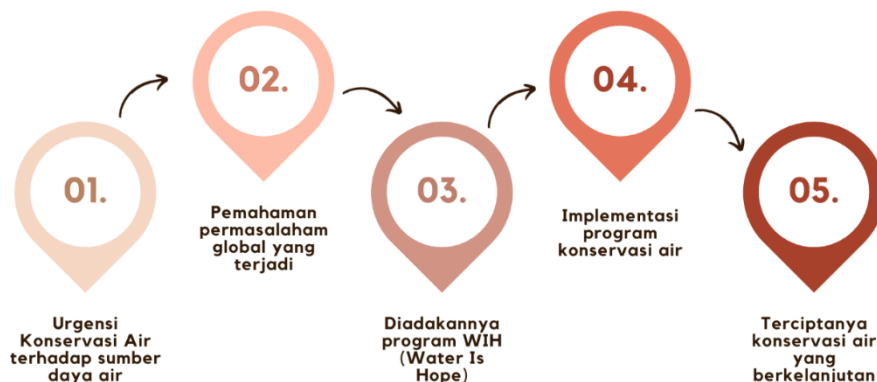 01.
Urgensi
Konservasi Air
terhadap sumber
daya air
02.
Pemahaman
permasalaham
global yang
terjadi
03.
Diadakannya
program WIH
(Water Is
Hope)
04.
Implementasi
program
konservasi air
05.
Terciptanya
konservasi air
yang
berkelanjutan